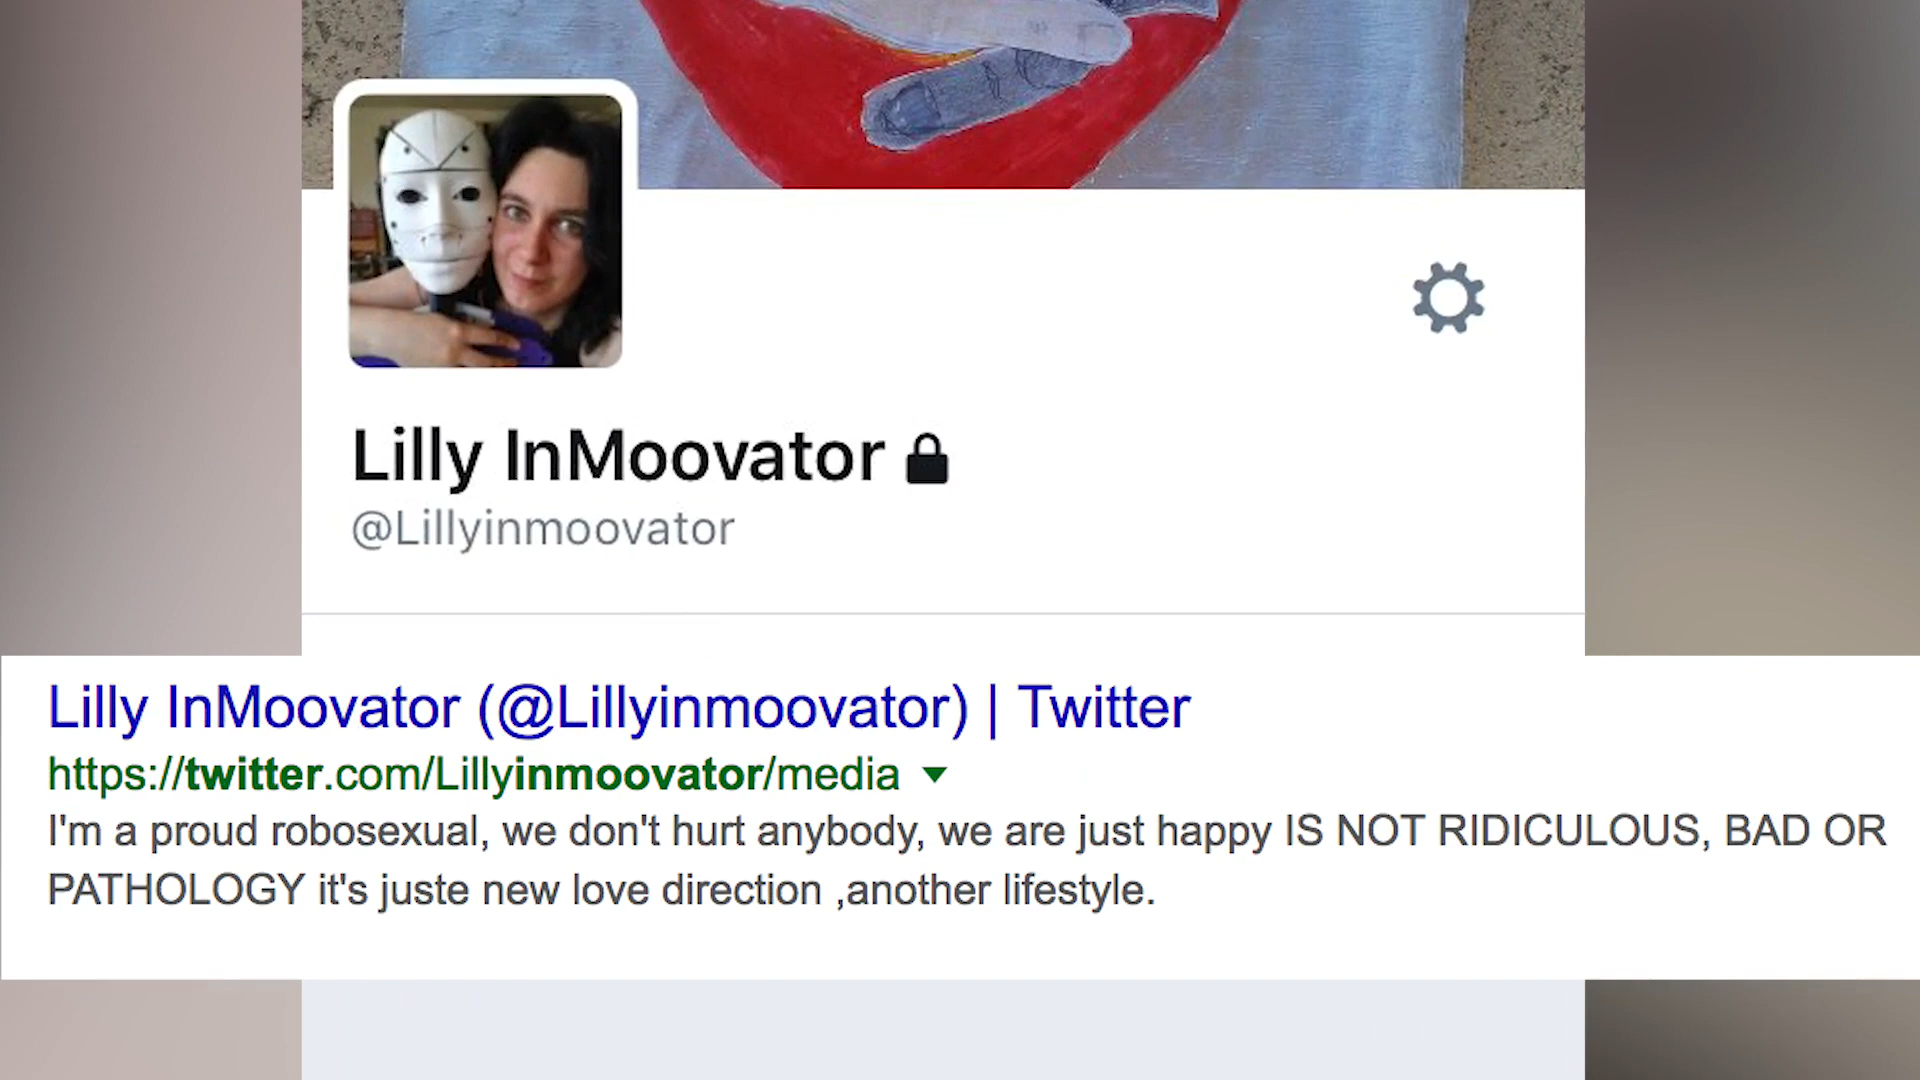 Lilly InMoovator
@Lillyinmoovator
Lilly InMoovator (@Lillyinmoovator) | Twitter
https://twitter.com/Lillyinmoovator/media
I'm a proud robosexual, we don't hurt anybody, we are just happy IS NOT RIDICULOUS, BAD OR
PATHOLOGY it's juste new love direction ,another lifestyle.